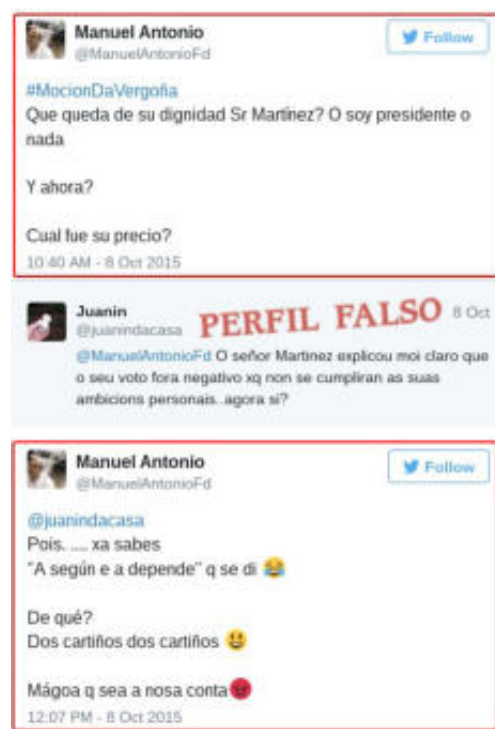 Manuel Antonio
@ManuelAntonioFd
Follow
#MocionDaVergoña
Que queda de su dignidad Sr Martínez? O soy presidente o
nada
Y ahora?
Cual fue su precio?
10:40 AM - 8 Oct 2015
Juanin
PERFIL FALSO
8 Oct
@juanindacasa
@ManuelAntonioFd O señor Martinez explicou moi claro que
o seu voto fora negativo xq non se cumpliran as suas
ambicions personais..agora si?
Manuel Antonio
@ManuelAntonioFd
Follow
@juanindacasa
Pois. .... xa sabes
"A según e a depende" q se di 😂
De qué?
Dos cartiños dos cartiños 😃
Mágoa q sea a nosa conta😡
12:07 PM - 8 Oct 2015